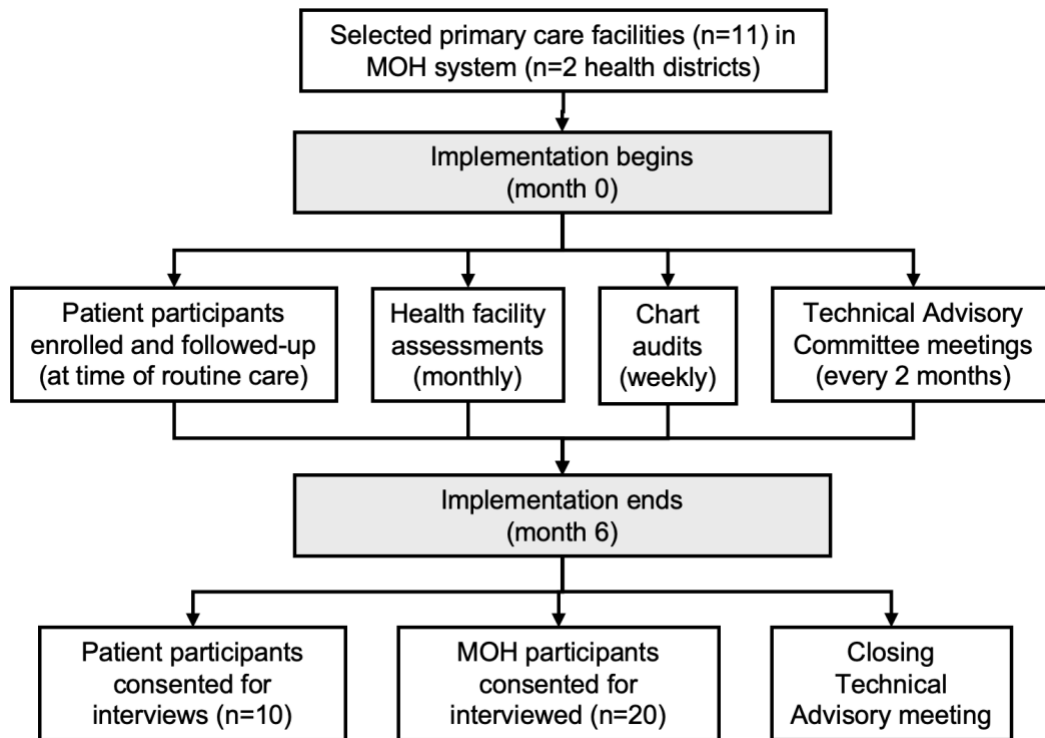 Selected primary care facilities (n=11) in
MOH system (n=2 health districts)
Implementation begins
(month 0)
Patient participants
enrolled and followed-up
(at time of routine care)
Health facility
assessments
(monthly)
Chart
audits
(weekly)
Technical Advisory
Committee meetings
(every 2 months)
Implementation ends
(month 6)
Patient participants
consented for
interviews (n=10)
MOH participants
consented for
interviewed (n=20)
Closing
Technical
Advisory meeting